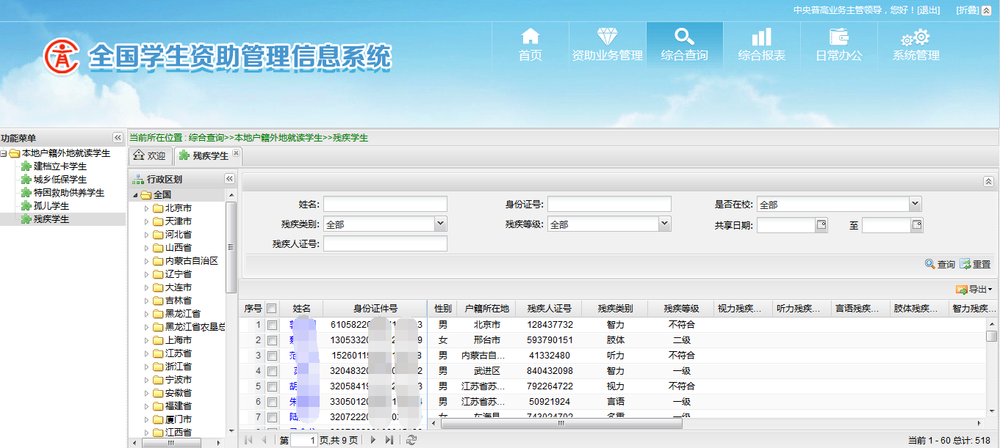 中央普高业务主管领导，您好！[退出] [折叠]
全国学生资助管理信息系统
首页 资助业务管理 综合查询 综合报表 日常办公 系统管理
功能菜单
本地户籍外地就读学生
建档立卡学生
城乡低保学生
特困救助供养学生
孤儿学生
残疾学生
当前所在位置 : 综合查询>>本地户籍外地就读学生>>残疾学生
欢迎 残疾学生
行政区划
全国
北京市
天津市
河北省
山西省
内蒙古自治区
辽宁省
大连市
吉林省
黑龙江省
黑龙江省农垦总
上海市
江苏省
浙江省
宁波市
安徽省
福建省
厦门市
江西省
姓名: 身份证号: 是否在校: 全部
残疾类别: 全部 残疾等级: 全部 共享日期: 至
残疾人证号:
查询 重置
导出
序号 姓名 身份证件号 性别 户籍所在地 残疾人证号 残疾类别 残疾等级 视力残疾... 听力残疾... 言语残疾... 肢体残疾... 智力残疾...
1 61058220 3 男 北京市 128437732 智力 不符合
2 13053320 9 女 邢台市 593790151 肢体 二级
3 范 15260119 3 男 内蒙古自... 41332480 听力 不符合
4 32048320 2 男 武进区 840432098 智力 一级
5 胡 32058419 3 男 江苏省苏... 792264722 视力 不符合
6 朱 33050120 4 男 江苏省苏... 50921924 言语 一级
7 陆 32072220 男 东海县 743024702 多重 一级
第 1 页,共 9 页
当前 1 - 60 总计: 518